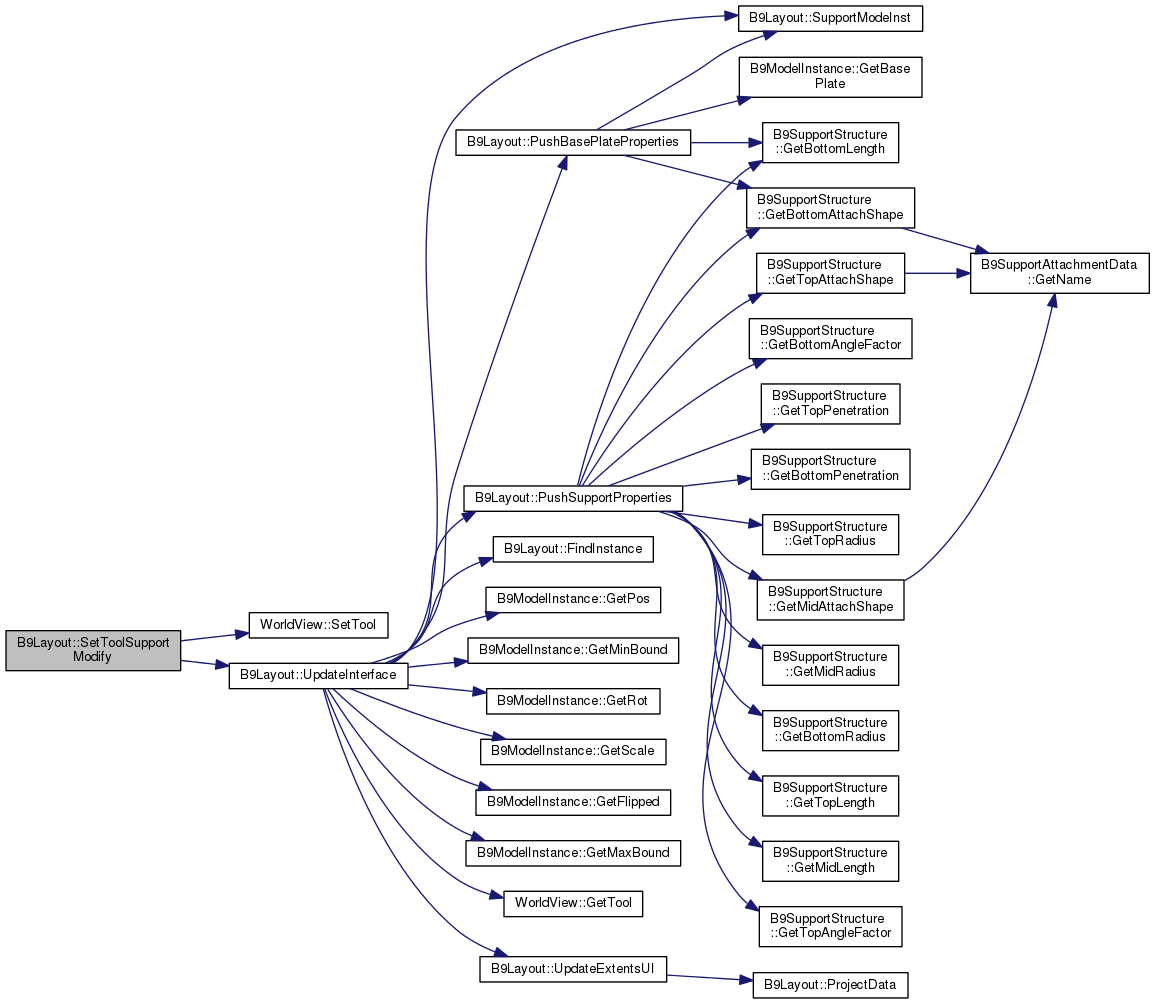 B9Layout::SetToolSupport
Modify
WorldView::SetTool
B9Layout::UpdateInterface
B9Layout::PushBasePlateProperties
B9Layout::PushSupportProperties
B9Layout::FindInstance
B9ModelInstance::GetPos
B9ModelInstance::GetMinBound
B9ModelInstance::GetRot
B9ModelInstance::GetScale
B9ModelInstance::GetFlipped
B9ModelInstance::GetMaxBound
WorldView::GetTool
B9Layout::UpdateExtentsUI
B9Layout::SupportModeInst
B9ModelInstance::GetBase
Plate
B9SupportStructure
::GetBottomLength
B9SupportStructure
::GetBottomAttachShape
B9SupportStructure
::GetTopAttachShape
B9SupportStructure
::GetBottomAngleFactor
B9SupportStructure
::GetTopPenetration
B9SupportStructure
::GetBottomPenetration
B9SupportStructure
::GetTopRadius
B9SupportStructure
::GetMidAttachShape
B9SupportStructure
::GetMidRadius
B9SupportStructure
::GetBottomRadius
B9SupportStructure
::GetTopLength
B9SupportStructure
::GetMidLength
B9SupportStructure
::GetTopAngleFactor
B9Layout::ProjectData
B9SupportAttachmentData
::GetName